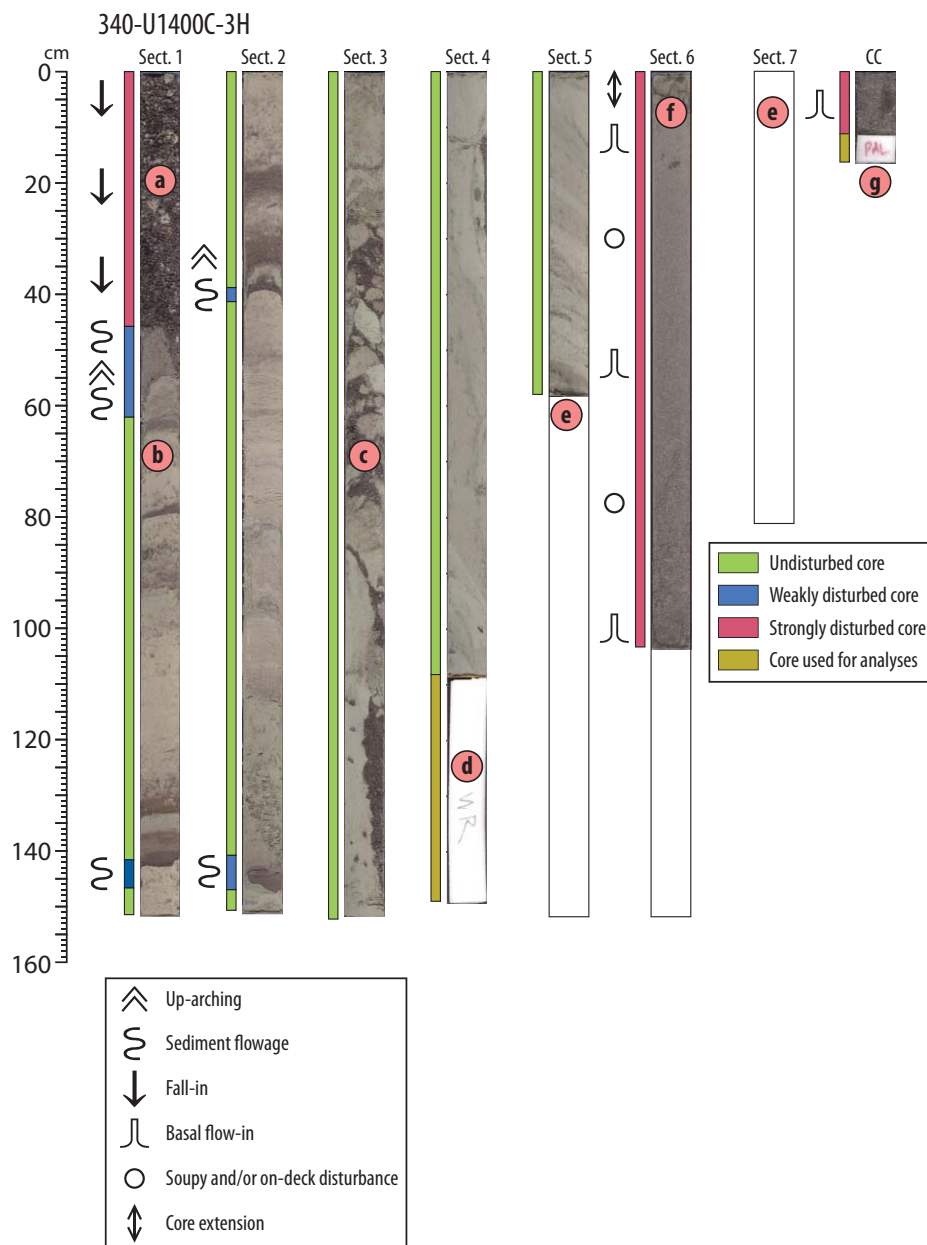 340-U1400C-3H
cm Sect. 1 Sect. 2 Sect. 3 Sect. 4 Sect. 5 Sect. 6 Sect. 7 CC
0
20
40
60
80
100
120
140
160
a
b
c
d
WR
e
f
e
PAL
g
Undisturbed core
Weakly disturbed core
Strongly disturbed core
Core used for analyses
Up-arching
Sediment flowage
Fall-in
Basal flow-in
Soupy and/or on-deck disturbance
Core extension